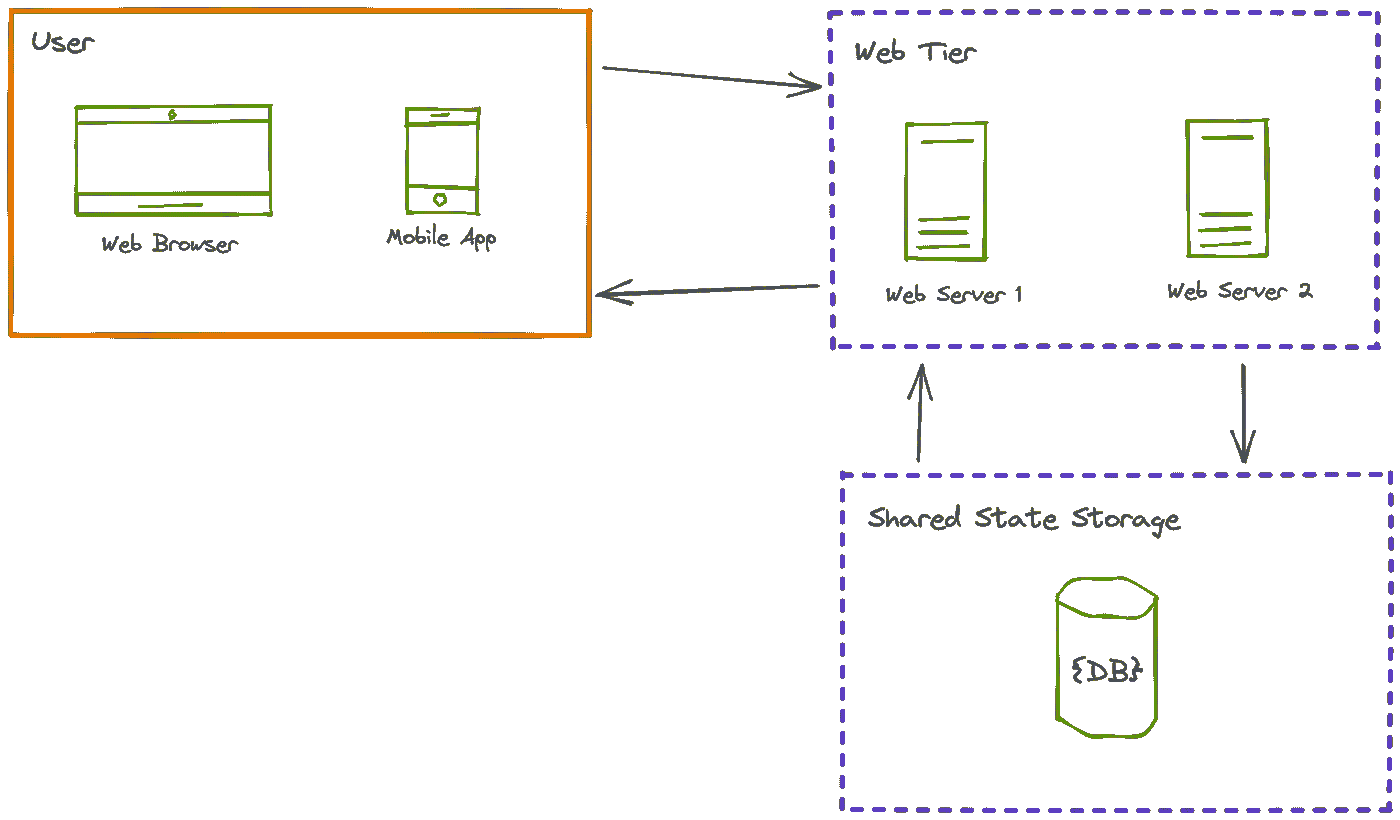 User
Web Browser
Mobile App
Web Tier
Web Server 1
Web Server 2
Shared State Storage
{DB}